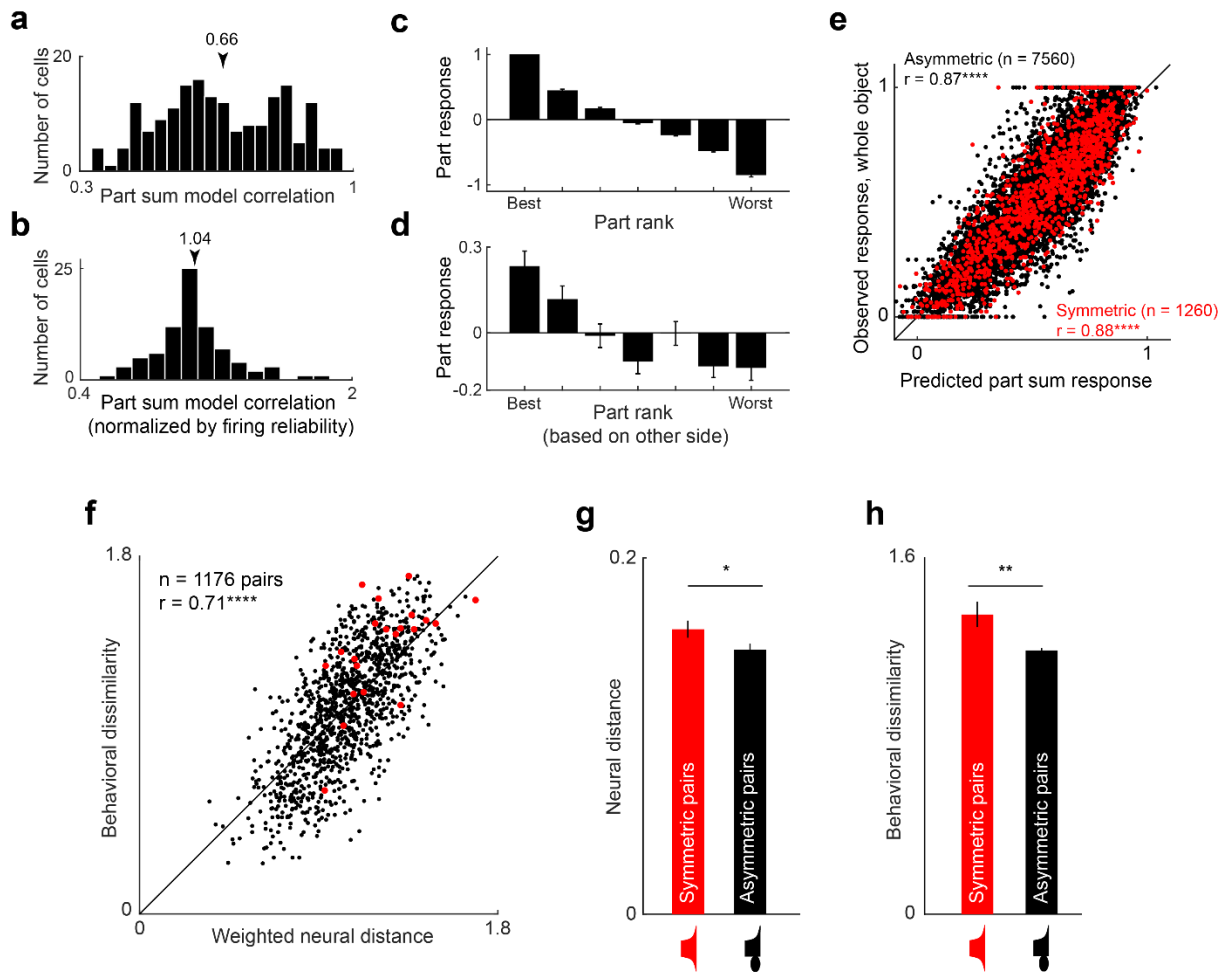 a
0.66
20
Number of cells
0
0.3
1
Part sum model correlation
b
1.04
25
Number of cells
0
0.4
2
Part sum model correlation
(normalized by firing reliability)
c
1
Part response
0
-1
Best
Worst
Part rank
d
0.3
Part response
0
-0.2
Best
Worst
Part rank
(based on other side)
e
Asymmetric (n = 7560)
r = 0.87****
1
Observed response, whole object
0
Symmetric (n = 1260)
r = 0.88****
0
1
Predicted part sum response
f
1.8
n = 1176 pairs
r = 0.71****
Behavioral dissimilarity
0
0
1.8
Weighted neural distance
g
0.2
*
Neural distance
Symmetric pairs
Asymmetric pairs
0
h
1.6
**
Behavioral dissimilarity
Symmetric pairs
Asymmetric pairs
0